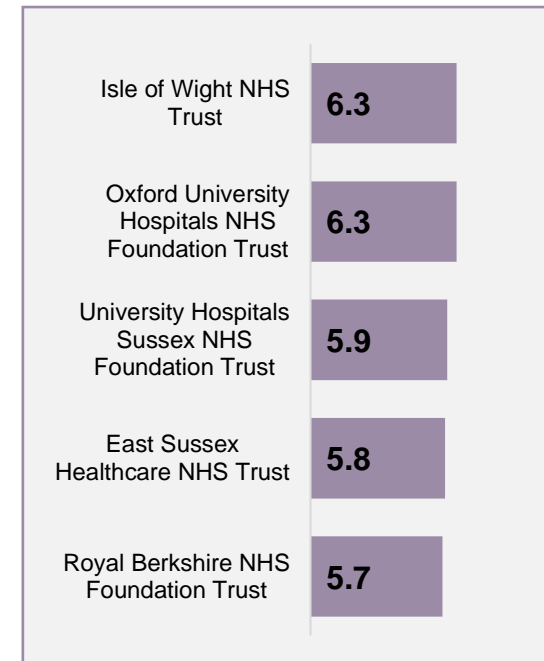 Isle of Wight NHS
Trust
6.3
Oxford University
Hospitals NHS
Foundation Trust
6.3
University Hospitals
Sussex NHS
Foundation Trust
5.9
East Sussex
Healthcare NHS Trust
5.8
Royal Berkshire NHS
Foundation Trust
5.7